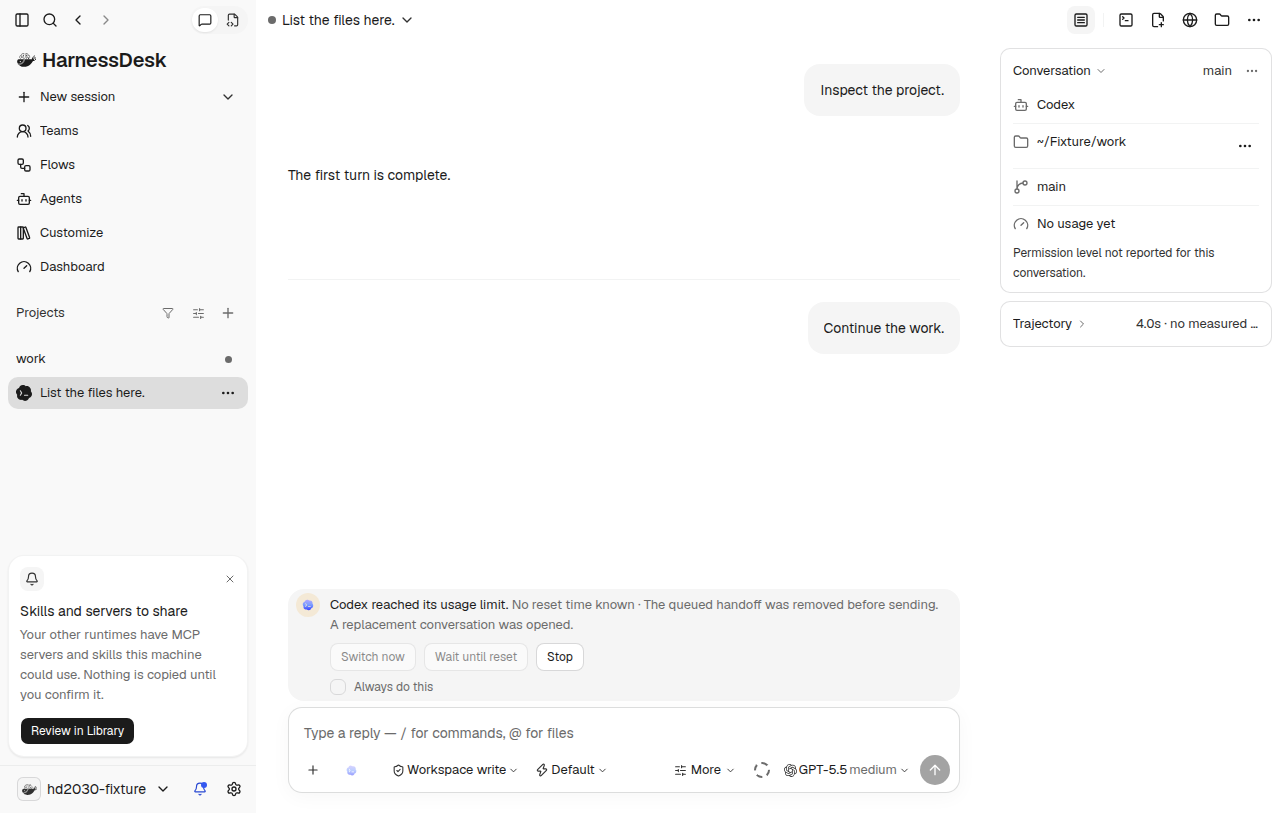 List the files here.
HarnessDesk
New session
Teams
Flows
Agents
Customize
Dashboard
Projects
work
List the files here.
Skills and servers to share
Your other runtimes have MCP
servers and skills this machine
could use. Nothing is copied until
you confirm it.
Review in Library
hd2030-fixture
Inspect the project.
The first turn is complete.
Continue the work.
Codex reached its usage limit. No reset time known · The queued handoff was removed before sending.
A replacement conversation was opened.
Switch now Wait until reset Stop
Always do this
Type a reply — / for commands, @ for files
Workspace write Default More GPT-5.5 medium
Conversation main
Codex
~/Fixture/work
main
No usage yet
Permission level not reported for this
conversation.
Trajectory 4.0s · no measured …